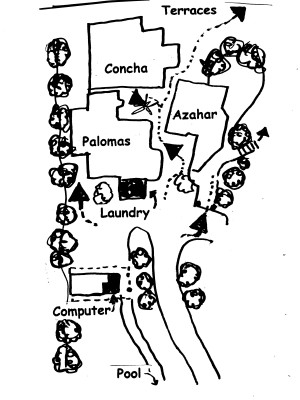 Terraces
Concha
Azahar
Palomas
Laundry
Computer
Pool